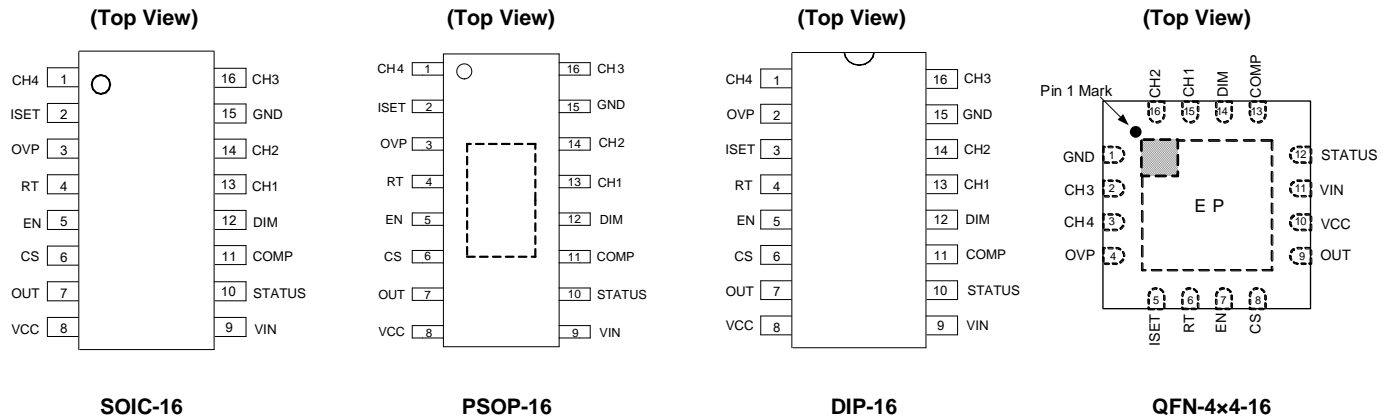 (Top View)
CH4 1 16 CH3
ISET 2 15 GND
OVP 3 14 CH2
RT 4 13 CH1
EN 5 12 DIM
CS 6 11 COMP
OUT 7 10 STATUS
VCC 8 9 VIN
SOIC-16
(Top View)
CH4 1 16 CH3
ISET 2 15 GND
OVP 3 14 CH2
RT 4 13 CH1
EN 5 12 DIM
CS 6 11 COMP
OUT 7 10 STATUS
VCC 8 9 VIN
PSOP-16
(Top View)
CH4 1 16 CH3
OVP 2 15 GND
ISET 3 14 CH2
RT 4 13 CH1
EN 5 12 DIM
CS 6 11 COMP
OUT 7 10 STATUS
VCC 8 9 VIN
DIP-16
(Top View)
CH2 CH1 DIM COMP
Pin 1 Mark
16 15 14 13
GND 1 12 STATUS
CH3 2 11 VIN
CH4 3 10 VCC
OVP 4 9 OUT
EP
5 6 7 8
ISET RT EN CS
QFN-4×4-16